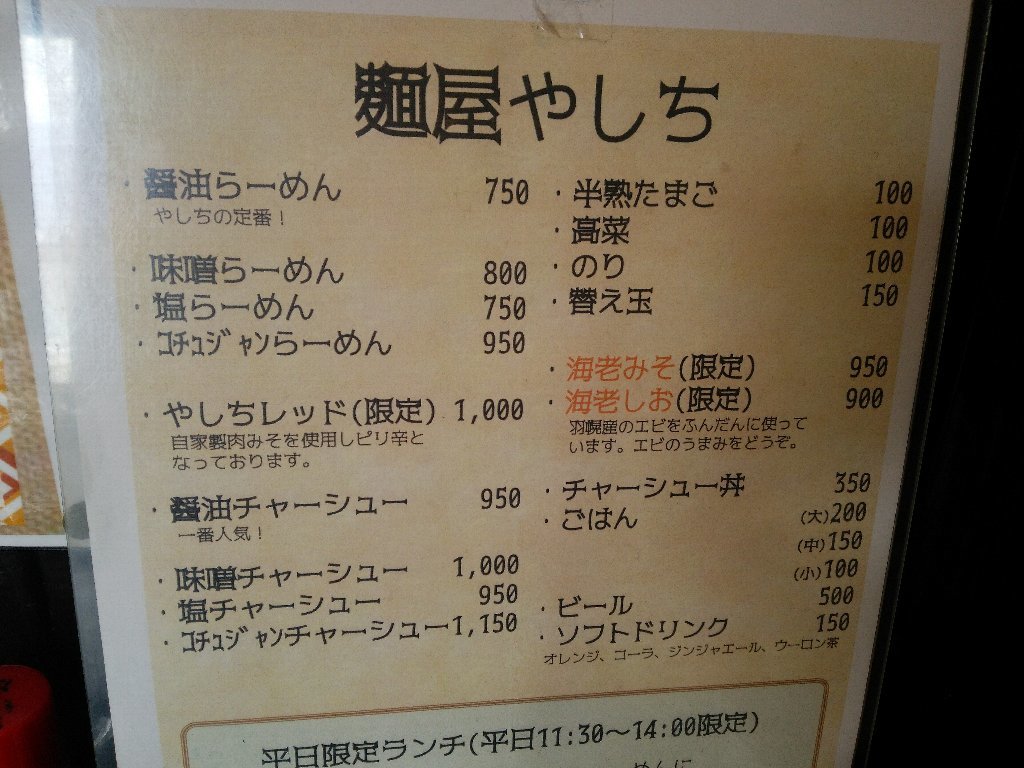 麺屋やしち
・醤油らーめん 750
やしちの定番！
・味噌らーめん 800
・塩らーめん 750
・ｺﾁｭｼﾞｬﾝらーめん 950
・やしちレッド(限定) 1,000
自家製肉みそを使用しピリ辛と
なっております。
・醤油チャーシュー 950
一番人気！
・味噌チャーシュー 1,000
・塩チャーシュー 950
・ｺﾁｭｼﾞｬﾝチャーシュー 1,150
・半熟たまご 100
・高菜 100
・のり 100
・替え玉 150
・海老みそ(限定) 950
・海老しお(限定) 900
羽幌産のエビをふんだんに使って
います。エビのうまみをどうぞ。
・チャーシュー丼 350
・ごはん (大)200
(中)150
(小)100
・ビール 500
・ソフトドリンク 150
オレンジ、コーラ、ジンジャエール、ウーロン茶
平日限定ランチ(平日11:30～14:00限定)
めんに